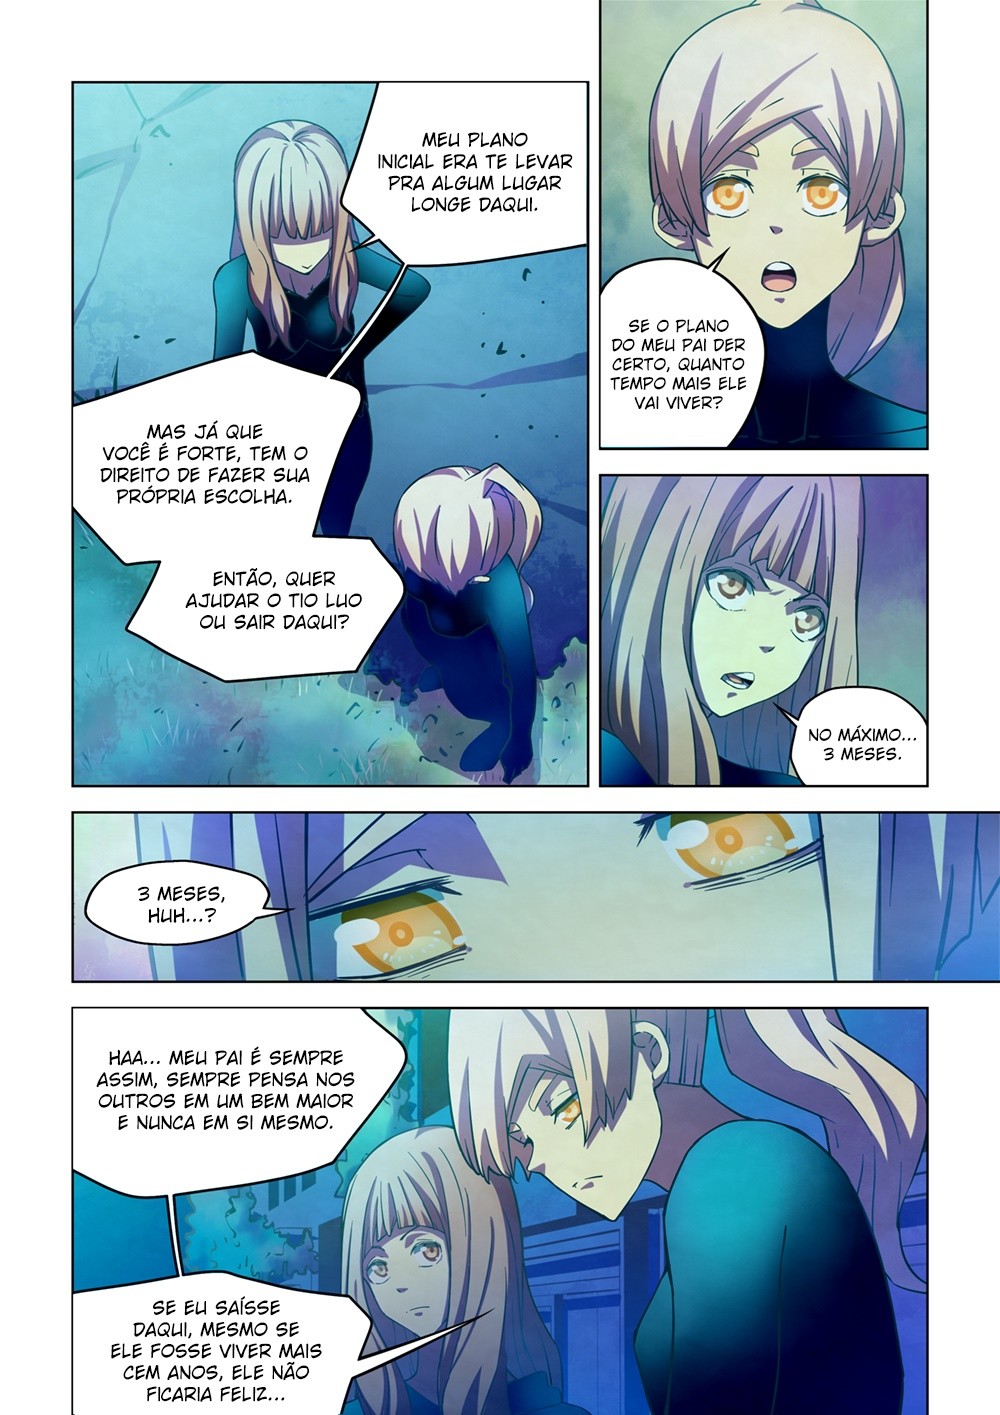 MEU PLANO
INICIAL ERA TE LEVAR
PRA ALGUM LUGAR
LONGE DAQUI.
MAS JÁ QUE
VOCÊ É FORTE, TEM O
DIREITO DE FAZER SUA
PRÓPRIA ESCOLHA.
ENTÃO, QUER
AJUDAR O TIO LUO
OU SAIR DAQUI?
SE O PLANO
DO MEU PAI DER
CERTO, QUANTO
TEMPO MAIS ELE
VAI VIVER?
NO MÁXIMO...
3 MESES.
3 MESES,
HUH...?
HAA... MEU PAI É SEMPRE
ASSIM, SEMPRE PENSA NOS
OUTROS EM UM BEM MAIOR
E NUNCA EM SI MESMO.
SE EU SAÍSSE
DAQUI, MESMO SE
ELE FOSSE VIVER MAIS
CEM ANOS, ELE NÃO
FICARIA FELIZ...